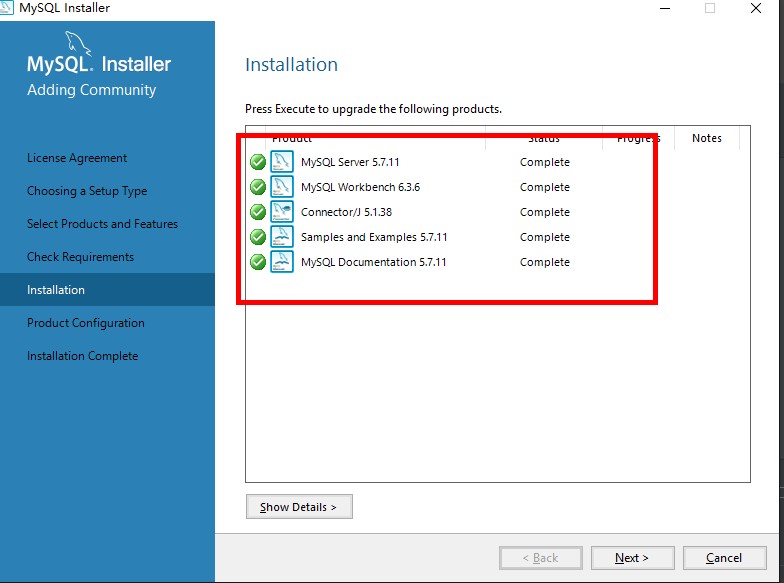 MySQL Installer
MySQL. Installer
Adding Community
License Agreement
Choosing a Setup Type
Select Products and Features
Check Requirements
Installation
Product Configuration
Installation Complete
Installation
Press Execute to upgrade the following products.
Product Status Progress Notes
MySQL Server 5.7.11 Complete
MySQL Workbench 6.3.6 Complete
Connector/J 5.1.38 Complete
Samples and Examples 5.7.11 Complete
MySQL Documentation 5.7.11 Complete
Show Details >
< Back Next > Cancel